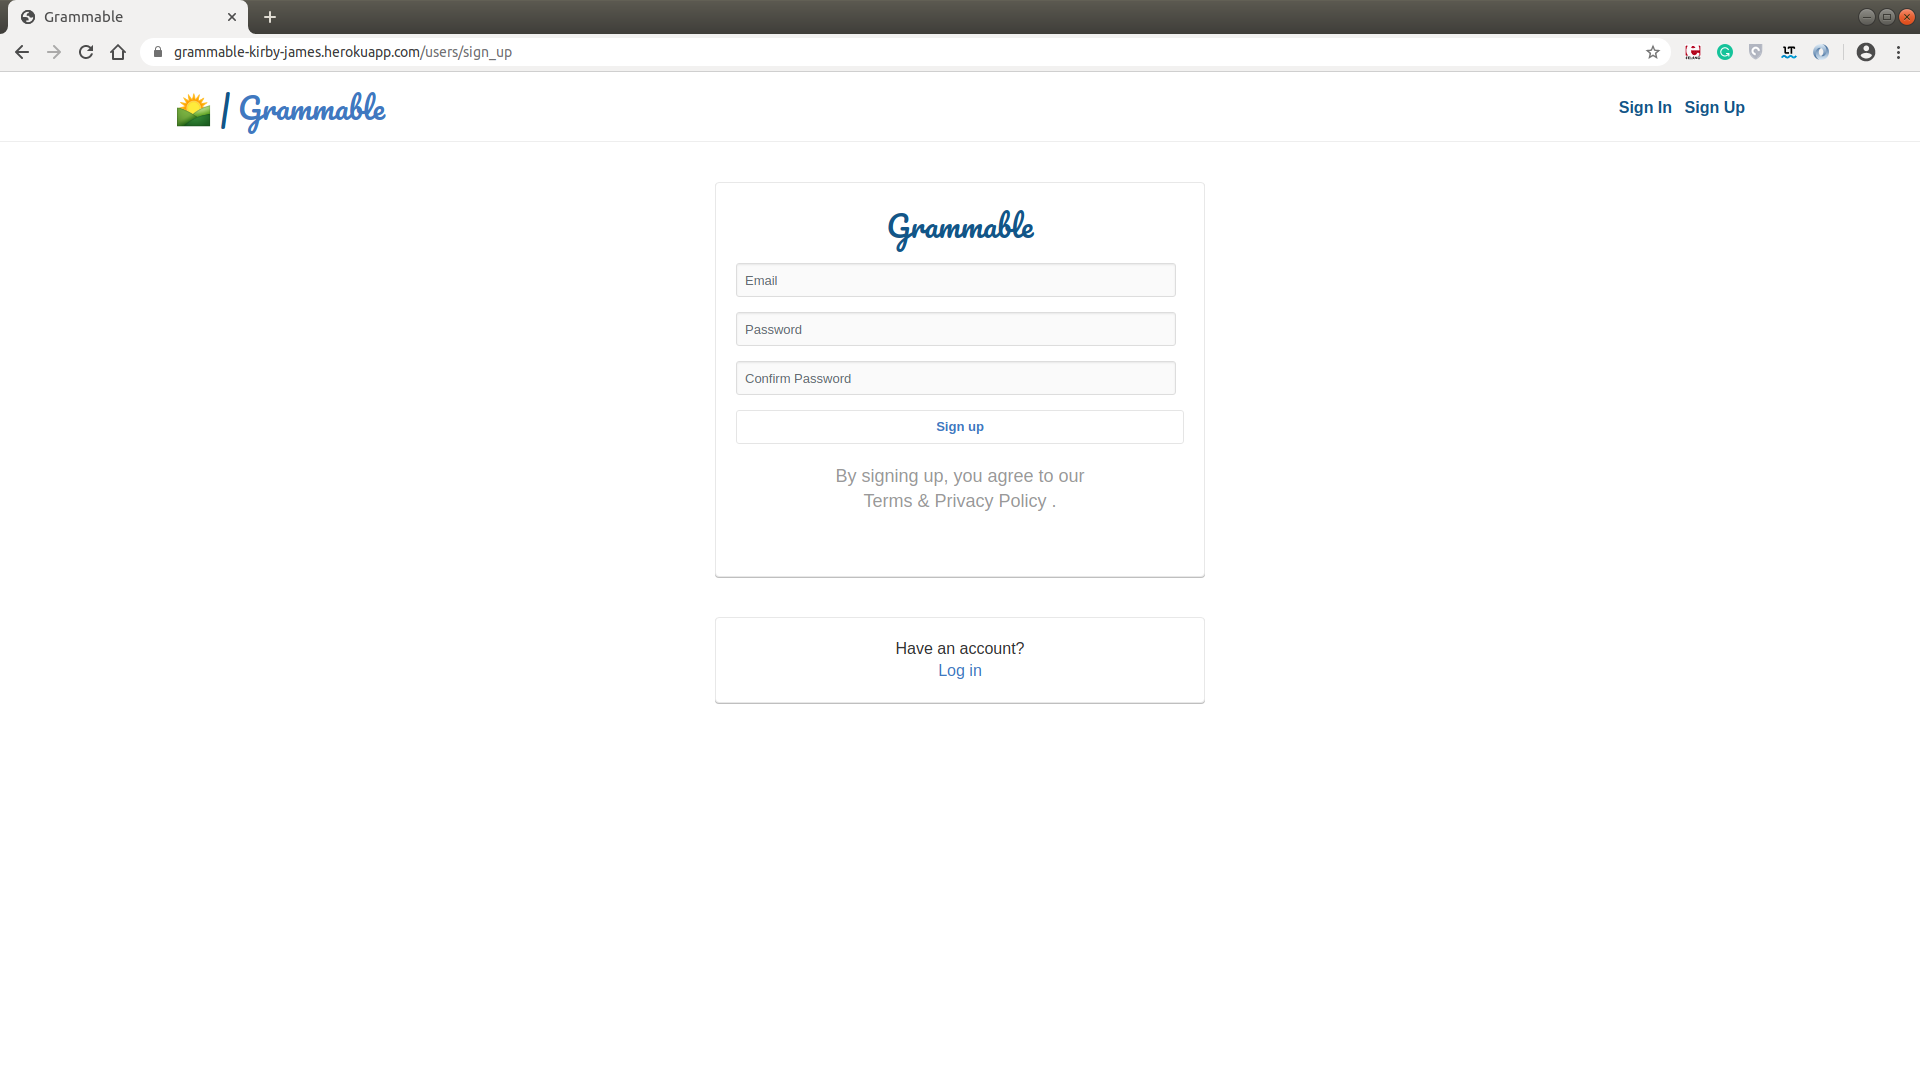 Grammable
grammable-kirby-james.herokuapp.com/users/sign_up
| Grammable
Sign In Sign Up
Grammable
Email
Password
Confirm Password
Sign up
By signing up, you agree to our
Terms & Privacy Policy .
Have an account?
Log in